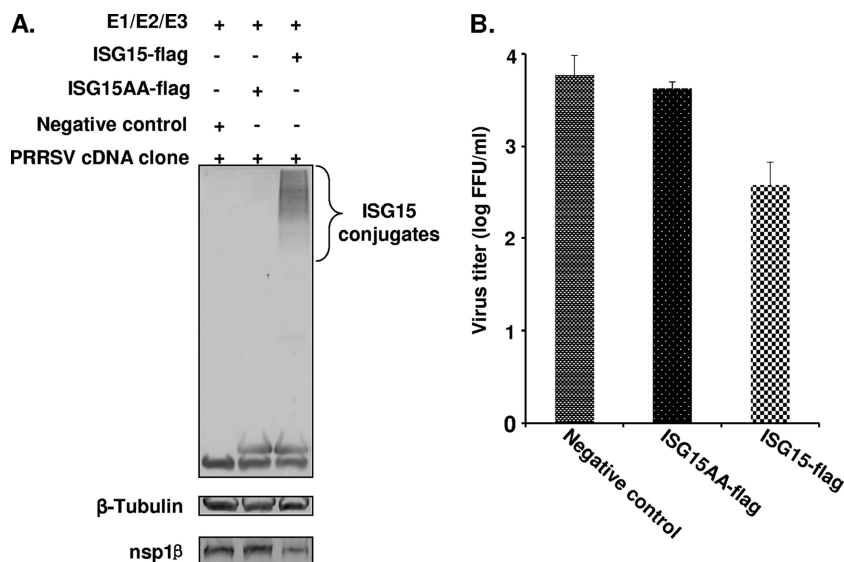 A.
E1/E2/E3 + + +
ISG15-flag - - +
ISG15AA-flag - + -
Negative control + - -
PRRSV cDNA clone + + +
ISG15
conjugates
β-Tubulin
nsp1β
B.
Virus titer (log FFU/ml)
4
3
2
1
0
Negative control
ISG15AA-flag
ISG15-flag